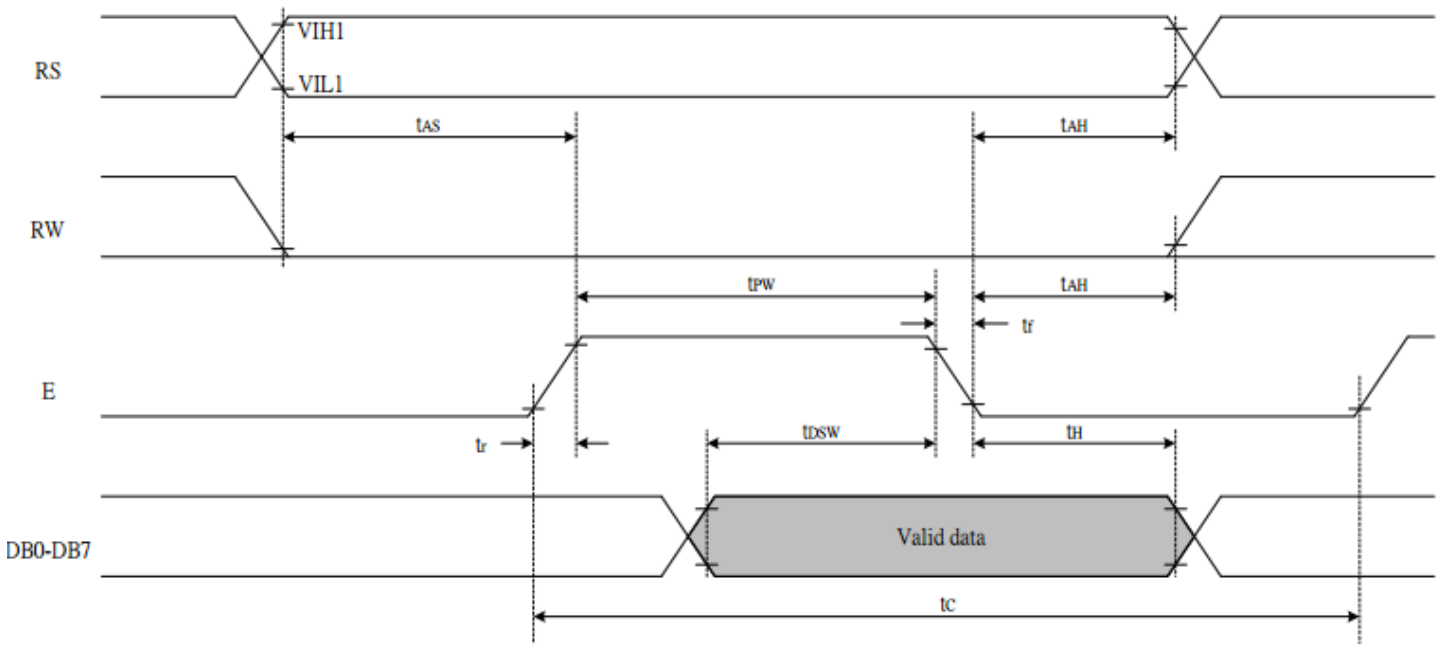 VIH1
RS
VIL1
tAS
tAH
RW
tPW
tAH
tf
E
tr
tDSW
tH
Valid data
DB0-DB7
tC